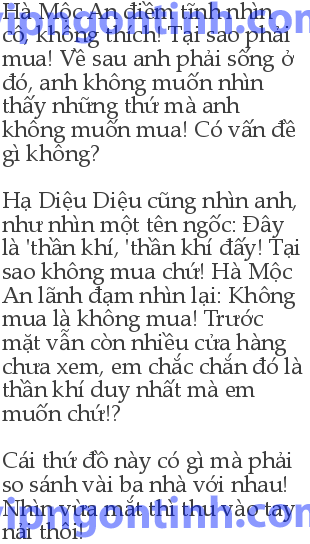 Hà Mộc An điềm tĩnh nhìn
cô, không thích! Tại sao phải
mua! Về sau anh phải sống ở
đó, anh không muốn nhìn
thấy những thứ mà anh
không muốn mua! Có vấn đề
gì không?
Hạ Diệu Diệu cũng nhìn anh,
như nhìn một tên ngốc: Đây
là 'thần khí, 'thần khí đấy! Tại
sao không mua chứ! Hà Mộc
An lãnh đạm nhìn lại: Không
mua là không mua! Trước
mặt vẫn còn nhiều cửa hàng
chưa xem, em chắc chắn đó là
thần khí duy nhất mà em
muốn chứ!?
Cái thứ đồ này có gì mà phải
so sánh vài ba nhà với nhau!
Nhìn vừa mắt thì thu vào tay
nải thôi!
vipngontinh.com